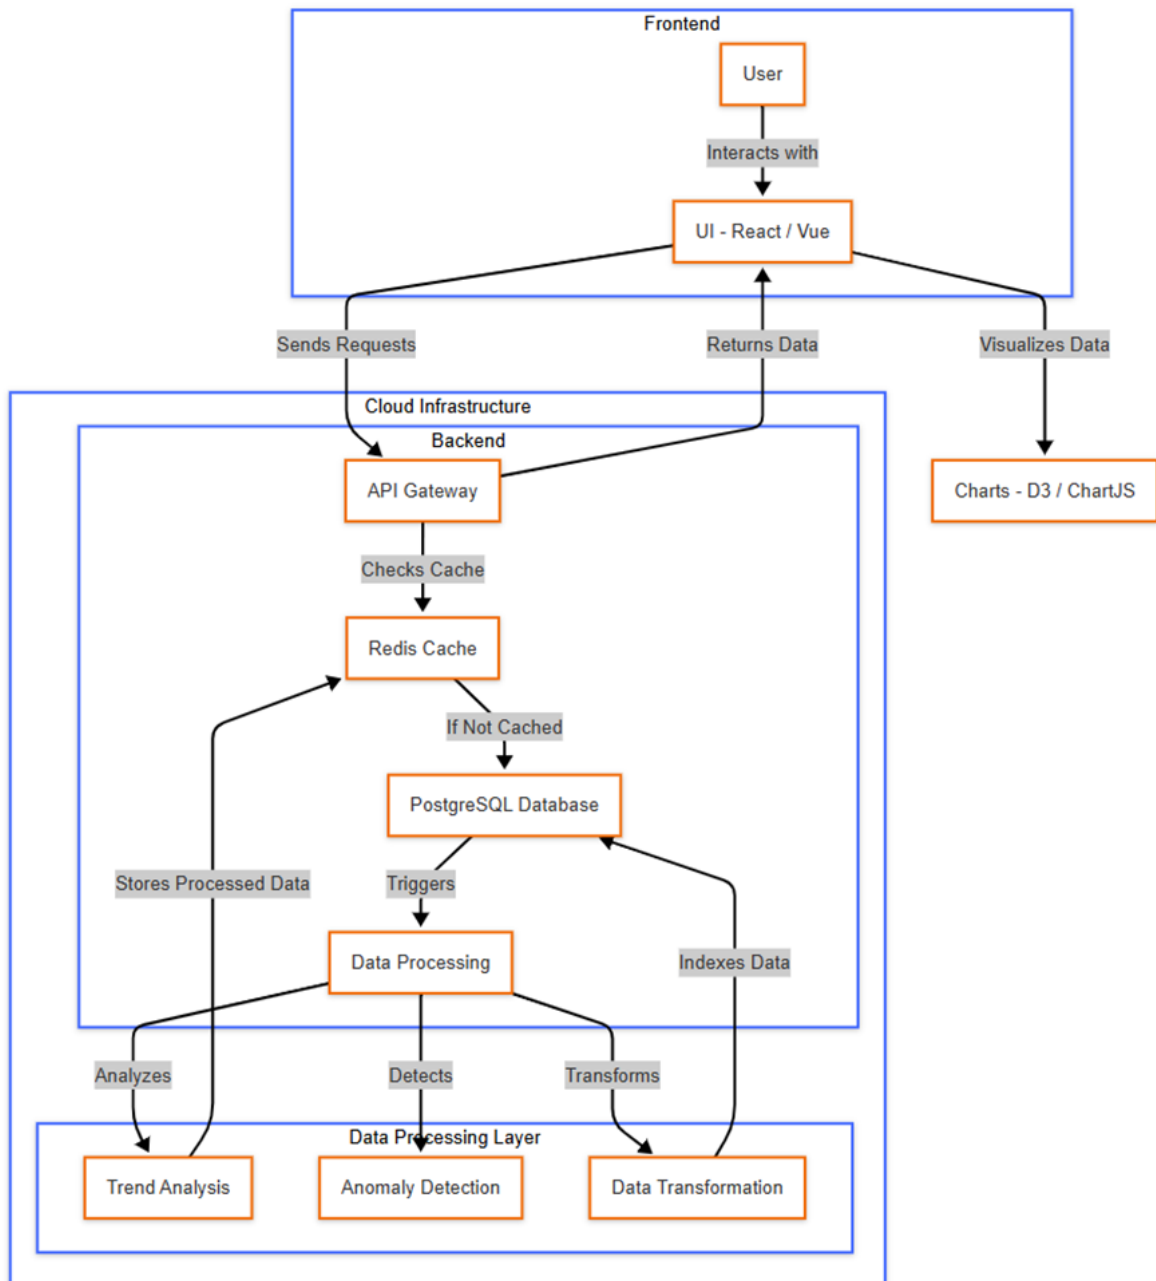 Frontend
User
Interacts with
UI - React / Vue
Sends Requests
Returns Data
Visualizes Data
Cloud Infrastructure
Backend
API Gateway
Charts - D3 / ChartJS
Checks Cache
Redis Cache
If Not Cached
PostgreSQL Database
Stores Processed Data
Triggers
Data Processing
Indexes Data
Analyzes
Detects
Transforms
Data Processing Layer
Trend Analysis
Anomaly Detection
Data Transformation